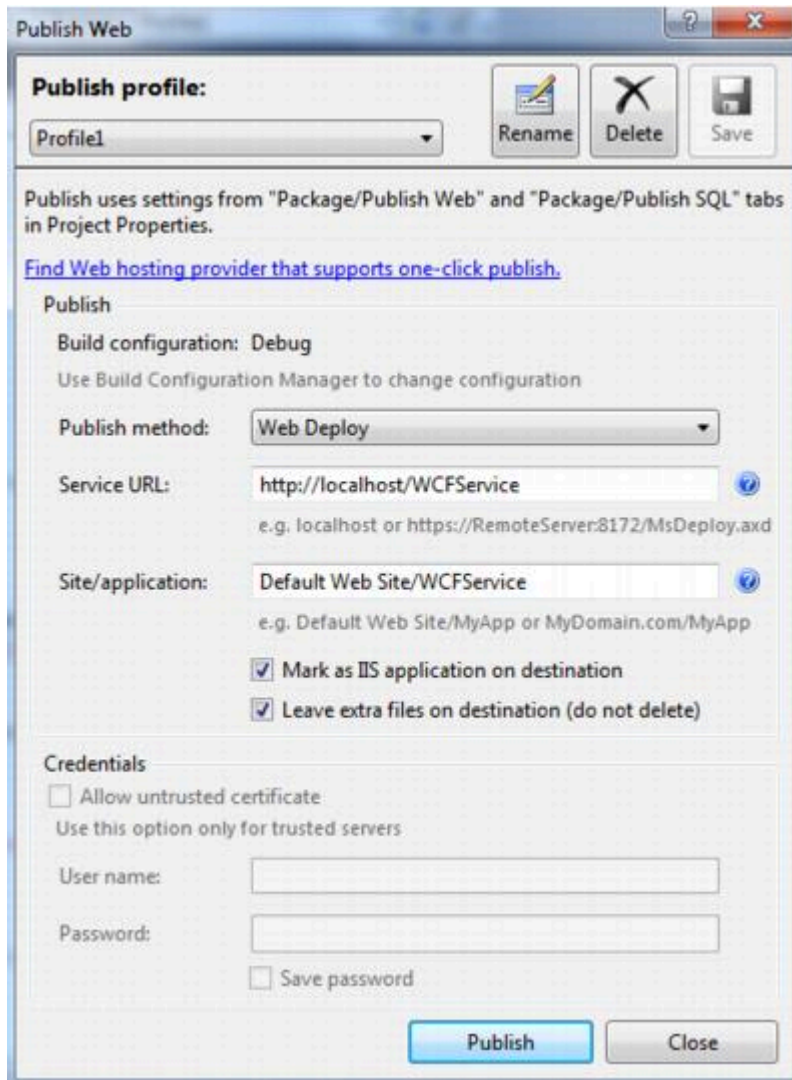 Publish Web
Publish profile:
Profile1
Rename
Delete
Save
Publish uses settings from "Package/Publish Web" and "Package/Publish SQL" tabs
in Project Properties.
Find Web hosting provider that supports one-click publish.
Publish
Build configuration: Debug
Use Build Configuration Manager to change configuration
Publish method: Web Deploy
Service URL: http://localhost/WCFService
e.g. localhost or https://RemoteServer:8172/MsDeploy.axd
Site/application: Default Web Site/WCFService
e.g. Default Web Site/MyApp or MyDomain.com/MyApp
Mark as IIS application on destination
Leave extra files on destination (do not delete)
Credentials
Allow untrusted certificate
Use this option only for trusted servers
User name:
Password:
Save password
Publish
Close